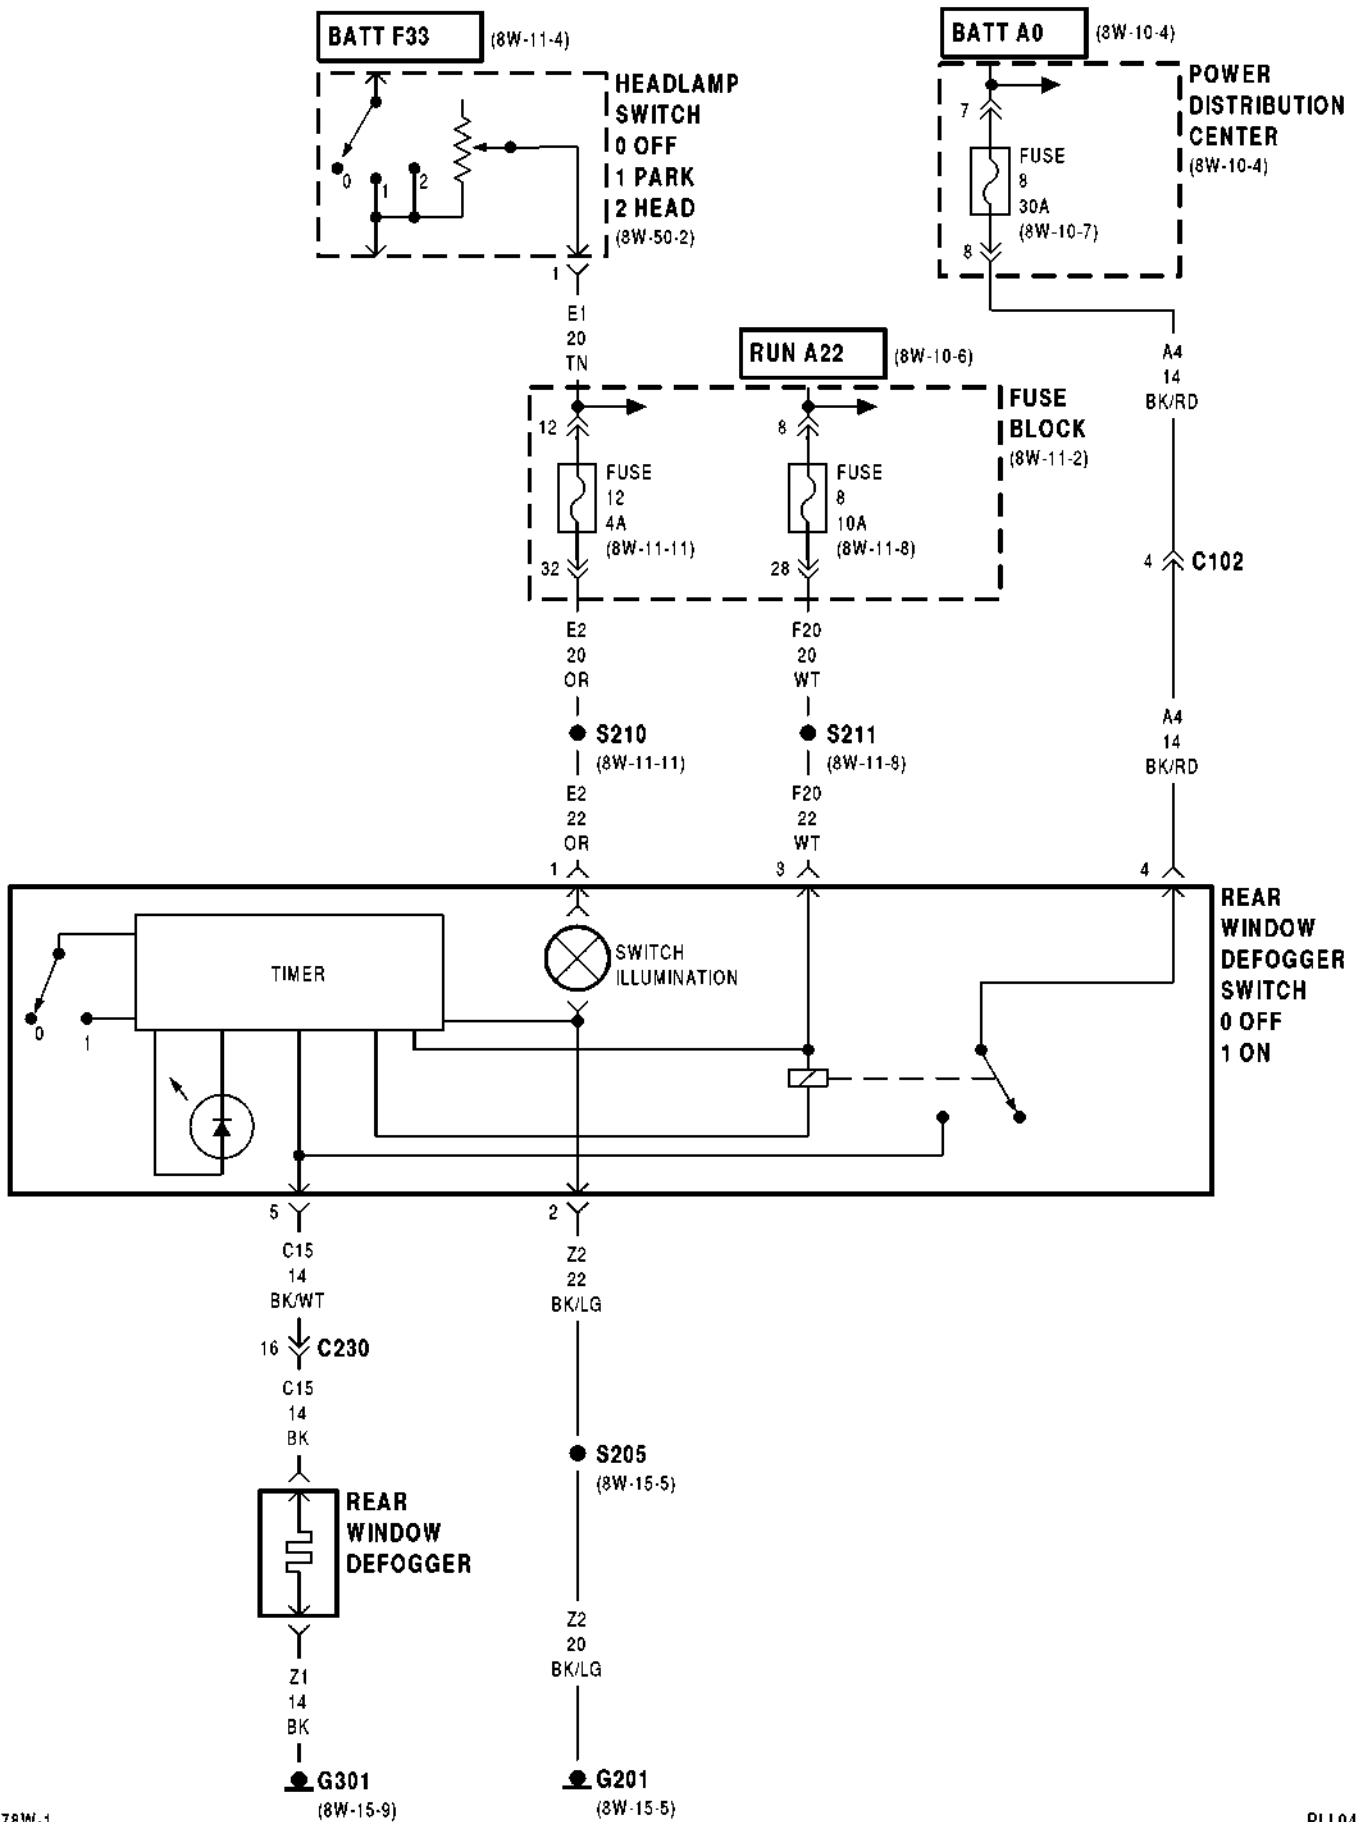 BATT F33
(8W-11-4)
BATT A0
(8W-10-4)
HEADLAMP
SWITCH
0 OFF
1 PARK
2 HEAD
(8W-50-2)
0
1
2
POWER
DISTRIBUTION
CENTER
(8W-10-4)
7
FUSE
8
30A
(8W-10-7)
8
1
E1
20
TN
RUN A22
(8W-10-6)
A4
14
BK/RD
FUSE
BLOCK
(8W-11-2)
12
FUSE
12
4A
(8W-11-11)
32
8
FUSE
8
10A
(8W-11-8)
28
4
C102
E2
20
OR
F20
20
WT
S210
(8W-11-11)
S211
(8W-11-8)
A4
14
BK/RD
E2
22
OR
F20
22
WT
1
3
4
REAR
WINDOW
DEFOGGER
SWITCH
0 OFF
1 ON
TIMER
SWITCH
ILLUMINATION
0
1
5
2
C15
14
BK/WT
Z2
22
BK/LG
16
C230
C15
14
BK
S205
(8W-15-5)
REAR
WINDOW
DEFOGGER
Z2
20
BK/LG
Z1
14
BK
G301
(8W-15-9)
G201
(8W-15-5)